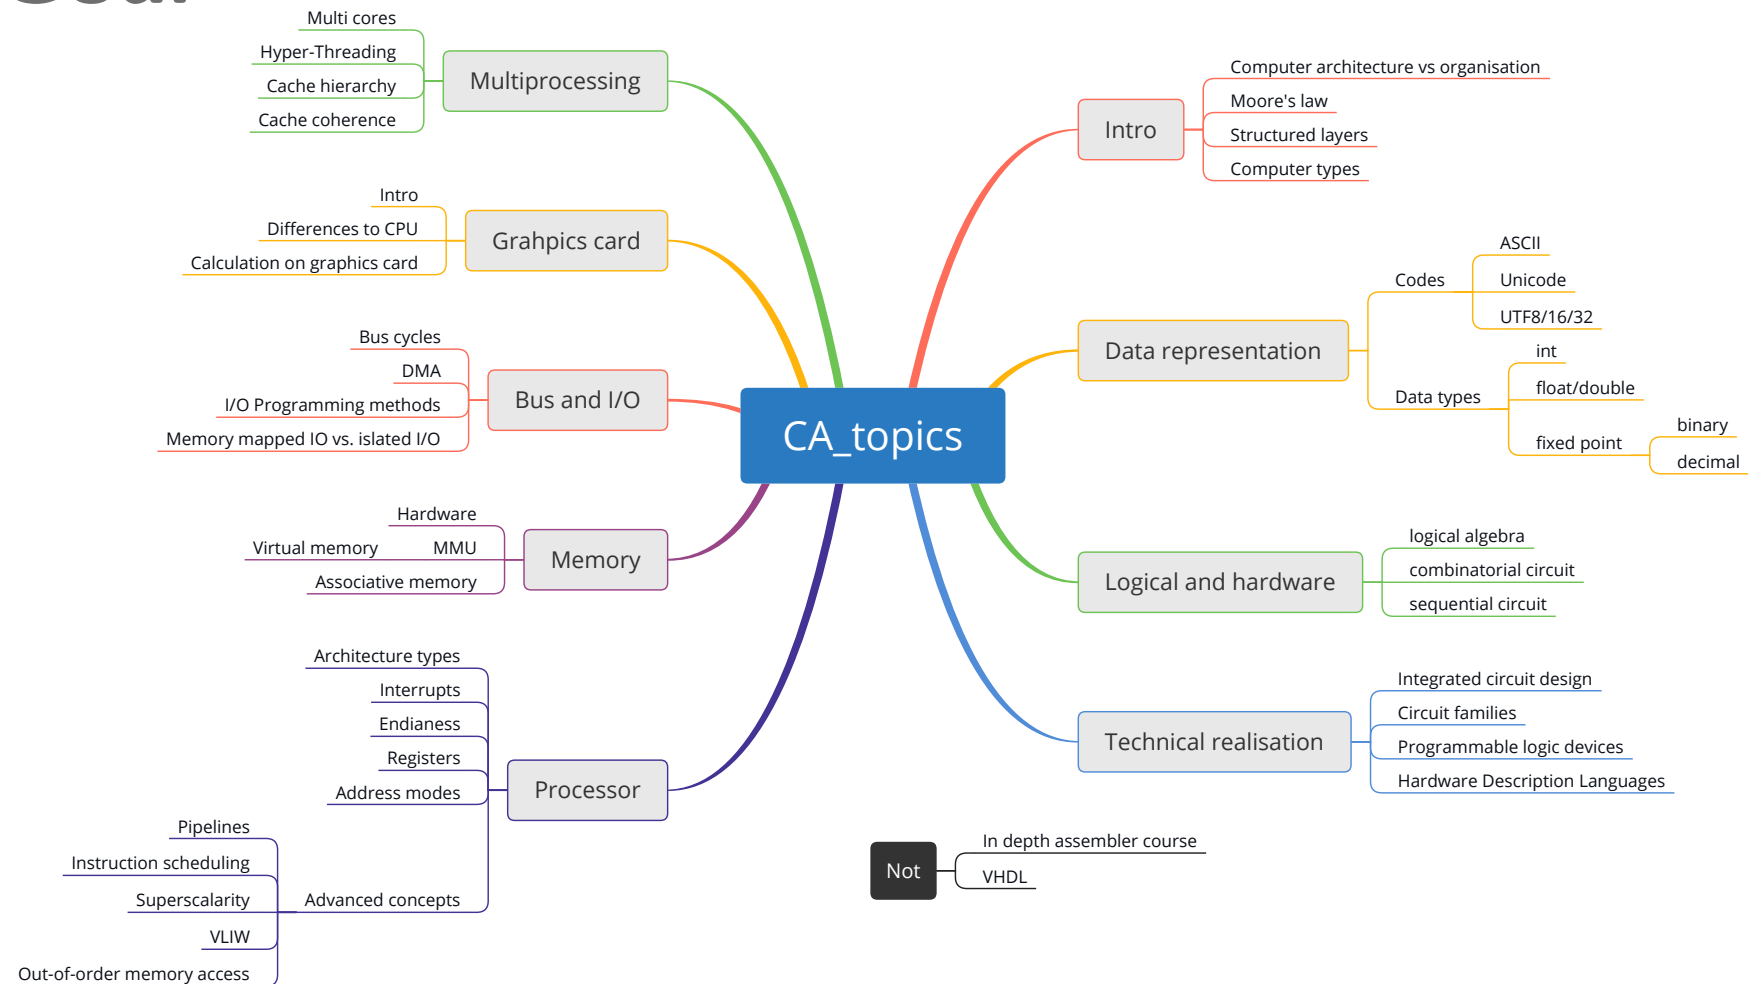 Multi cores
Hyper-Threading
Cache hierarchy
Cache coherence
Multiprocessing
Intro
Differences to CPU
Calculation on graphics card
Grahpics card
Bus cycles
DMA
I/O Programming methods
Memory mapped IO vs. islated I/O
Bus and I/O
Hardware
Virtual memory
MMU
Associative memory
Memory
Architecture types
Interrupts
Endianess
Registers
Address modes
Processor
Pipelines
Instruction scheduling
Superscalarity
VLIW
Out-of-order memory access
Advanced concepts
CA_topics
Intro
Computer architecture vs organisation
Moore's law
Structured layers
Computer types
Data representation
Codes
ASCII
Unicode
UTF8/16/32
Data types
int
float/double
fixed point
binary
decimal
Logical and hardware
logical algebra
combinatorial circuit
sequential circuit
Technical realisation
Integrated circuit design
Circuit families
Programmable logic devices
Hardware Description Languages
Not
In depth assembler course
VHDL